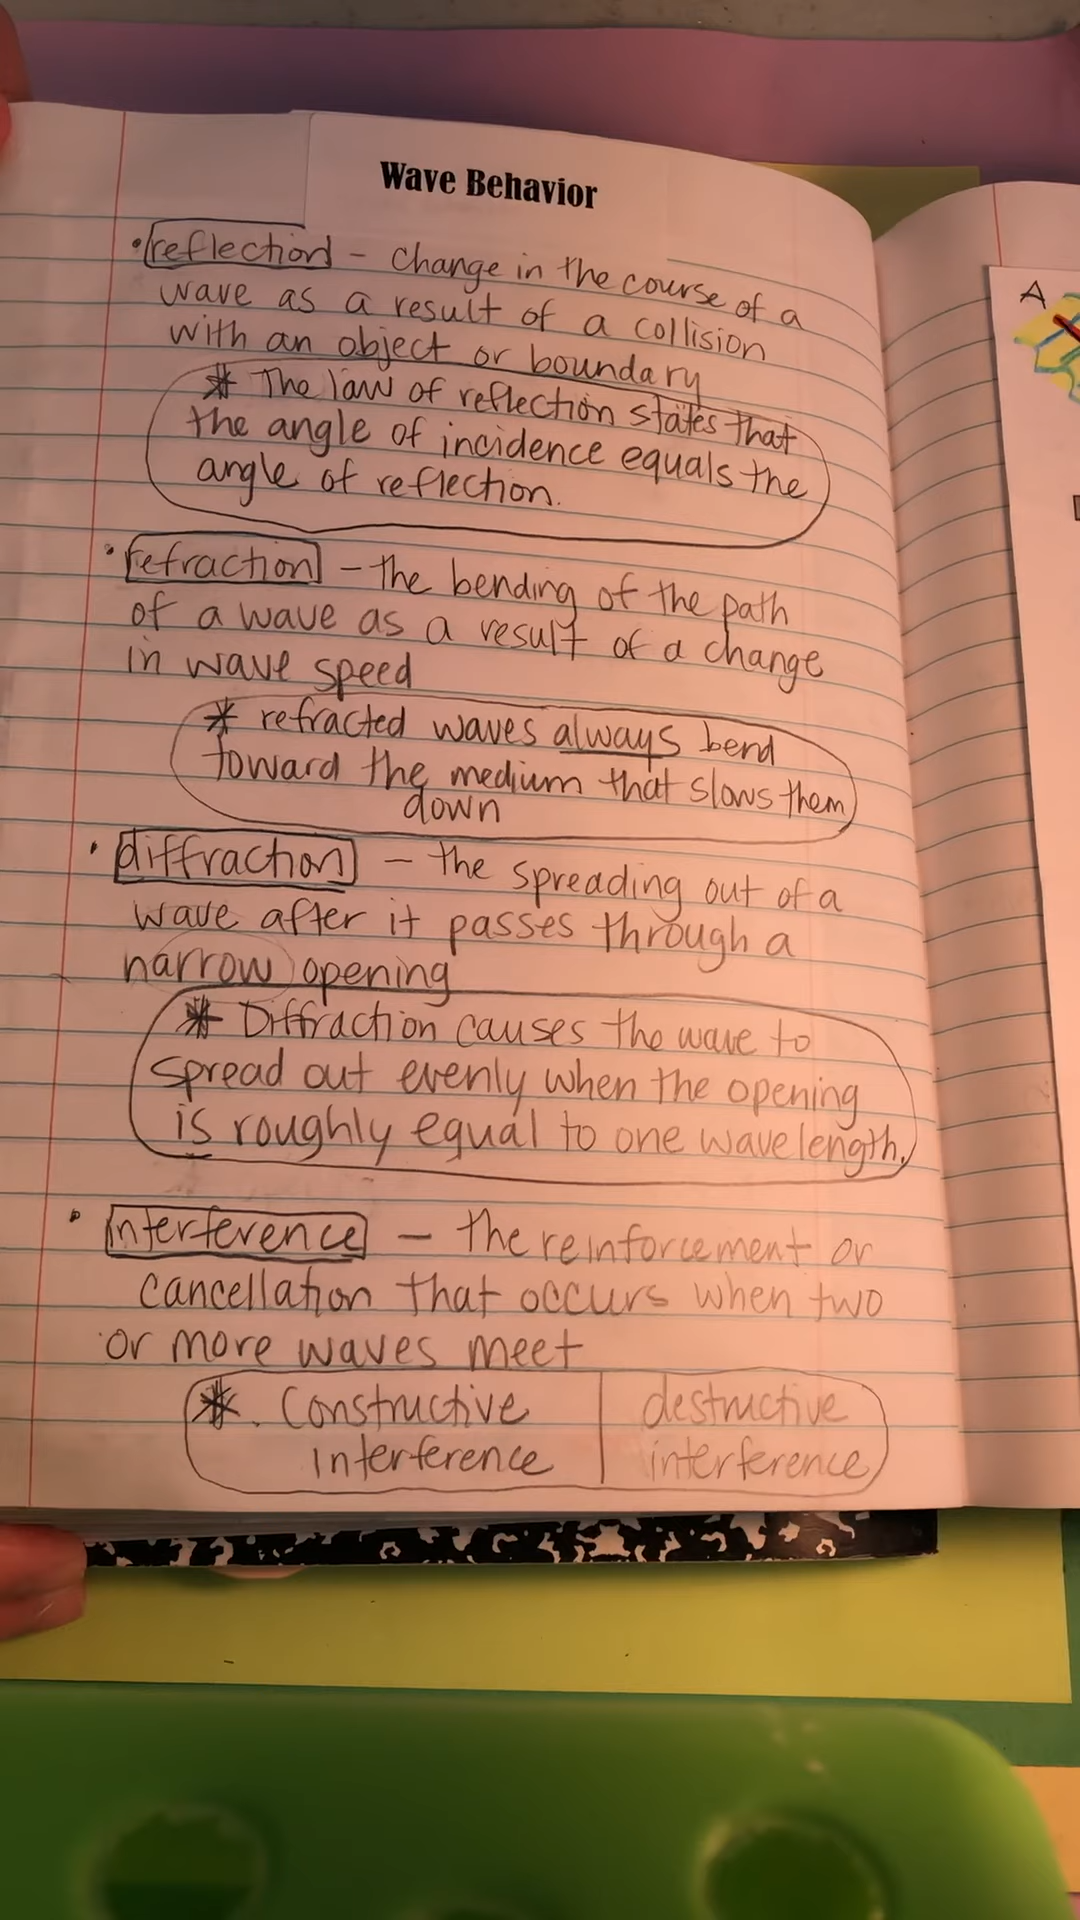 Wave Behavior
• reflection – change in the course of a
wave as a result of a collision
with an object or boundary
* The law of reflection states that
the angle of incidence equals the
angle of reflection.
• refraction – the bending of the path
of a wave as a result of a change
in wave speed
* refracted waves always bend
toward the medium that slows them
down
• diffraction – the spreading out of a
wave after it passes through a
narrow opening
* Diffraction causes the wave to
spread out evenly when the opening
is roughly equal to one wavelength.
• interference – the reinforcement or
cancellation that occurs when two
or more waves meet
*. Constructive | destructive
interference | interference
A